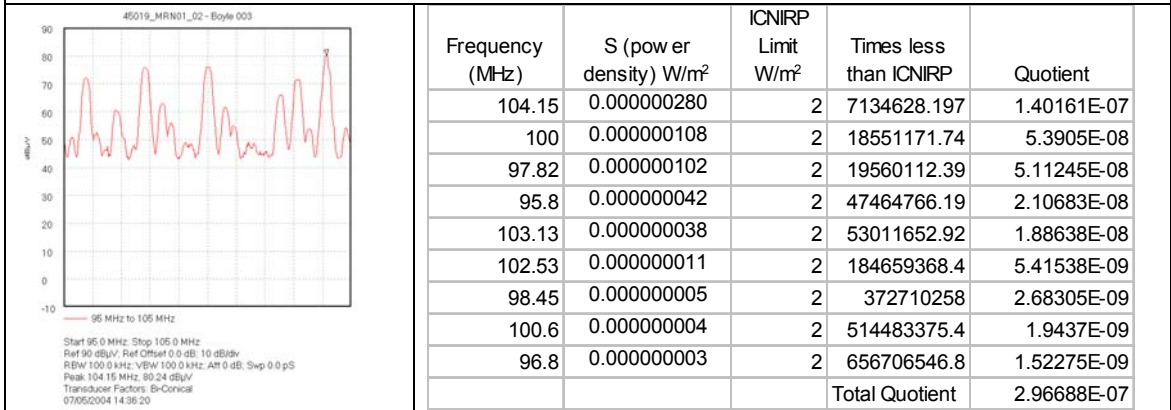 45019_MRN01_02 - Boyle 003
90
80
70
60
50
40
30
20
10
0
-10
dBµV
95 MHz to 105 MHz
Start 95.0 MHz; Stop 105.0 MHz
Ref 90 dBµV; Ref Offset 0.0 dB; 10 dB/div
RBW 100.0 kHz; VBW 100.0 kHz; Att 0 dB; Swp 0.0 pS
Peak 104.15 MHz, 80.24 dBµV
Transducer Factors: Bi-Conical
07/05/2004 14:36:20
Frequency (MHz) S (power density) W/m² ICNIRP Limit W/m² Times less than ICNIRP Quotient
104.15 0.000000280 2 7134628.197 1.40161E-07
100 0.000000108 2 18551171.74 5.3905E-08
97.82 0.000000102 2 19560112.39 5.11245E-08
95.8 0.000000042 2 47464766.19 2.10683E-08
103.13 0.000000038 2 53011652.92 1.88638E-08
102.53 0.000000011 2 184659368.4 5.41538E-09
98.45 0.000000005 2 372710258 2.68305E-09
100.6 0.000000004 2 514483375.4 1.9437E-09
96.8 0.000000003 2 656706546.8 1.52275E-09
Total Quotient 2.96688E-07